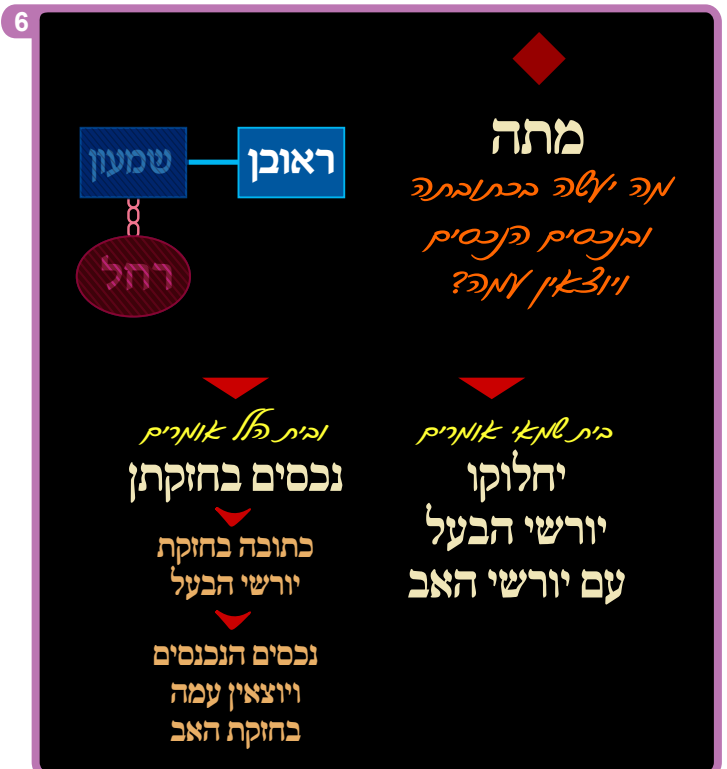 6
מתה
מה יעשה בכתובתה
ובנכסים הנכסים
ויוצאין עמה?
ראובן
שמעון
רחל
בית שמאי אומרים
יחלוקו
יורשי הבעל
עם יורשי האב
ובית הלל אומרים
נכסים בחזקתן
כתובה בחזקת
יורשי הבעל
נכסים הנכנסים
ויוצאין עמה
בחזקת האב